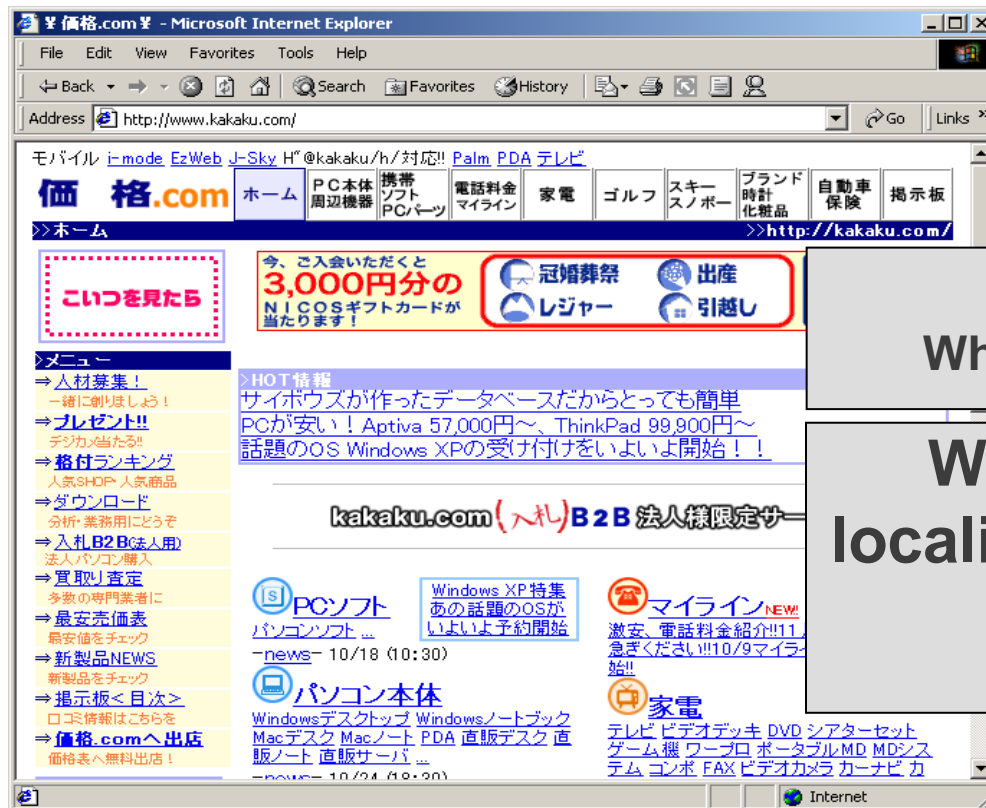 ¥ 価格.com ¥ - Microsoft Internet Explorer
File Edit View Favorites Tools Help
Back Search Favorites History
Address http://www.kakaku.com/ Go Links
モバイル i-mode EzWeb J-Sky H" @kakaku/h/対応!! Palm PDA テレビ
価格.com
ホーム
PC本体
周辺機器
携帯
ソフト
PCパーツ
電話料金
マイライン
家電
ゴルフ
スキー
スノボー
ブランド
時計
化粧品
自動車
保険
掲示板
>>ホーム >>http://kakaku.com/
こいつを見たら
今、ご入会いただくと
3,000円分の
NICOSギフトカードが
当たります！
冠婚葬祭 出産
レジャー 引越し
Wh
W
locali
>メニュー
⇒人材募集！
一緒に創りましょう！
⇒プレゼント!!
デジカメ当たる!!
⇒格付ランキング
人気SHOP・人気商品
⇒ダウンロード
分析・業務用にどうぞ
⇒入札B2B(法人用)
法人パソコン購入
⇒買取り査定
多数の専門業者に
⇒最安売価表
最安値をチェック
⇒新製品NEWS
新製品をチェック
⇒掲示板<目次>
口コミ情報はこちらを
⇒価格.comへ出店
価格表へ無料出店！
>HOT情報
サイボウズが作ったデータベースだからとっても簡単
PCが安い！Aptiva 57,000円～、ThinkPad 99,900円～
話題のOS Windows XPの受け付けをいよいよ開始！！
kakaku.com(入札)B2B 法人様限定サー
PCソフト
パソコンソフト ...
-news- 10/18 (10:30)
Windows XP特集
あの話題のOSが
いよいよ予約開始
パソコン本体
Windowsデスクトップ Windowsノートブック
Macデスク Macノート PDA 直販デスク 直
販ノート 直販サーバ ...
-news- 10/24 (18:30)
マイライン NEW!
激安、電話料金紹介!!11
急ぎください!!10/9マイラ
始!!
家電
テレビ ビデオデッキ DVD シアターセット
ゲーム機 ワープロ ポータブルMD MDシス
テム コンポ FAX ビデオカメラ カーナビ カ
Internet